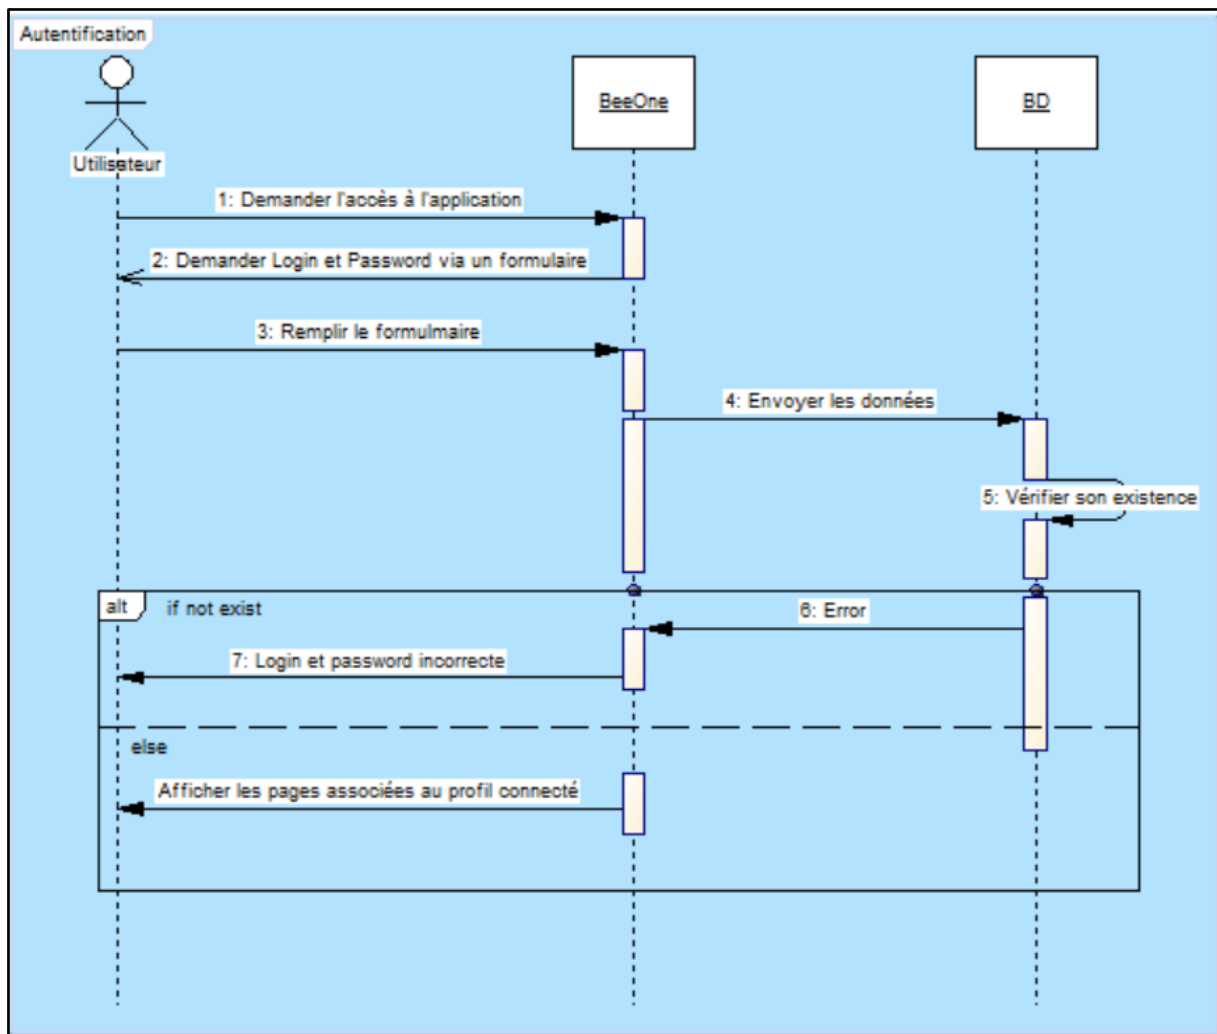 Autentification
BeeOne
BD
Utilisateur
1: Demander l'accès à l'application
2: Demander Login et Password via un formulaire
3: Remplir le formulmaire
4: Envoyer les données
5: Vérifier son existence
alt
if not exist
6: Error
7: Login et password incorrecte
else
Afficher les pages associées au profil connecté